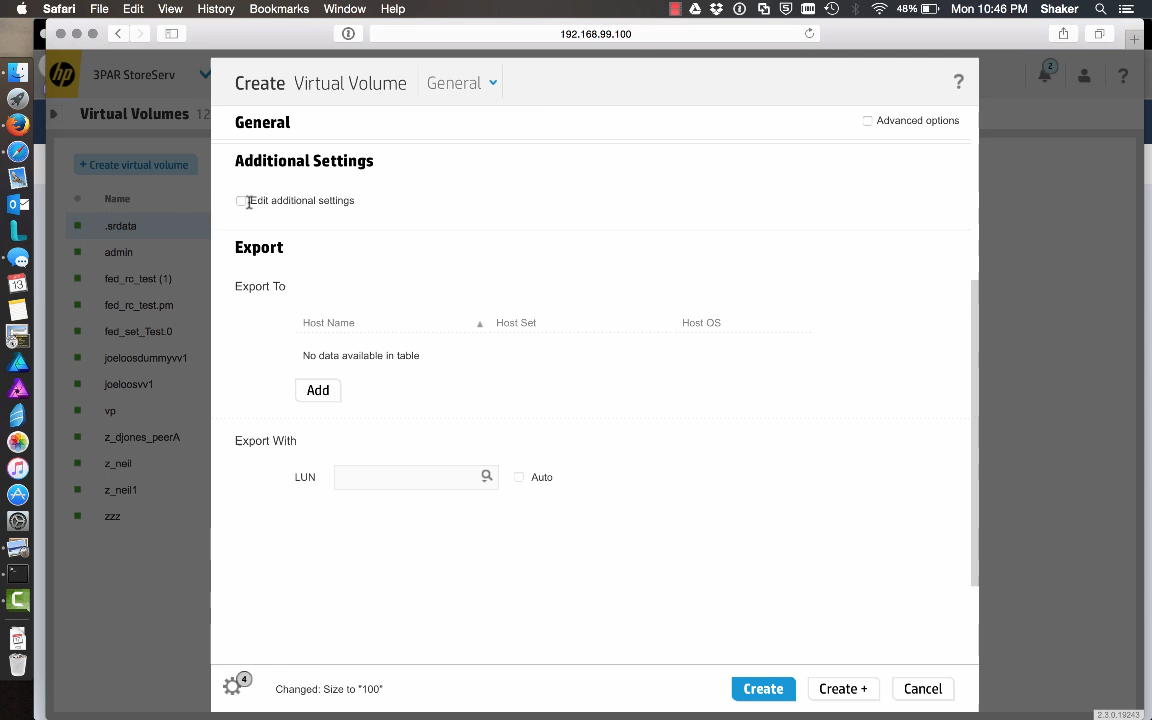 Safari File Edit View History Bookmarks Window Help 48% Mon 10:46 PM Shaker
192.168.99.100
hp 3PAR StoreServ 2 ?
Virtual Volumes 12
+ Create virtual volume
Name
.srdata
admin
fed_rc_test (1)
fed_rc_test.pm
fed_set_Test.0
joeloosdummyvv1
joeloosvv1
vp
z_djones_peerA
z_neil
z_neil1
zzz
Create Virtual Volume General ?
General Advanced options
Additional Settings
Edit additional settings
Export
Export To
Host Name Host Set Host OS
No data available in table
Add
Export With
LUN Auto
4 Changed: Size to "100" Create Create + Cancel
2.3.0.19243
13